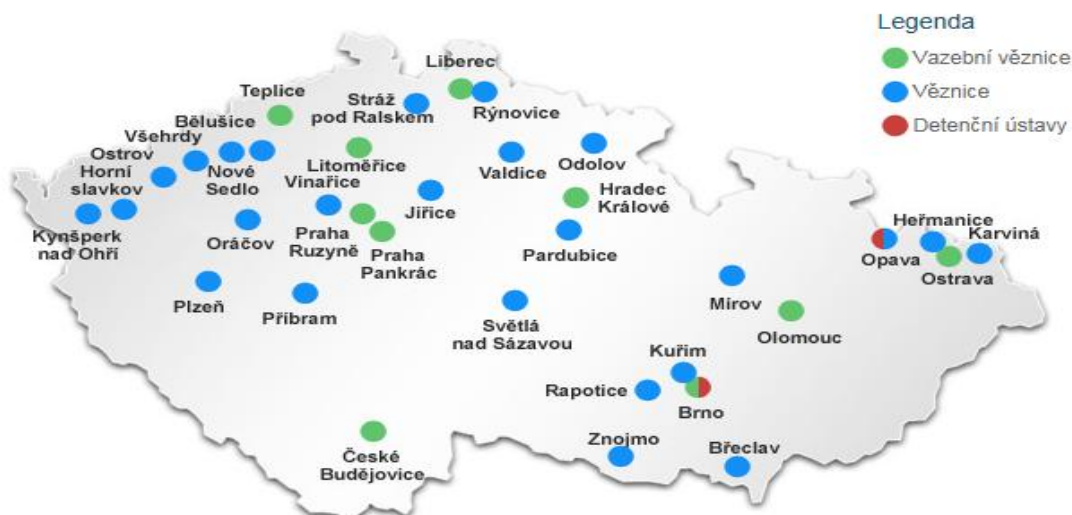 Legenda
Vazební věznice
Věznice
Detenční ústavy
Liberec
Teplice
Stráž
pod Ralskem
Rýnovice
Bělušice
Všehrdy
Ostrov
Horní
slavkov
Nové
Sedlo
Litoměřice
Vinařice
Valdice
Odolov
Hradec
Králové
Jiřice
Kynšperk
nad Ohří
Oráčov
Praha
Ruzyně
Praha
Pankrác
Pardubice
Heřmanice
Karviná
Opava
Ostrava
Plzeň
Příbram
Světlá
nad Sázavou
Mírov
Olomouc
Kuřim
Rapotice
Brno
Znojmo
Břeclav
České
Budějovice